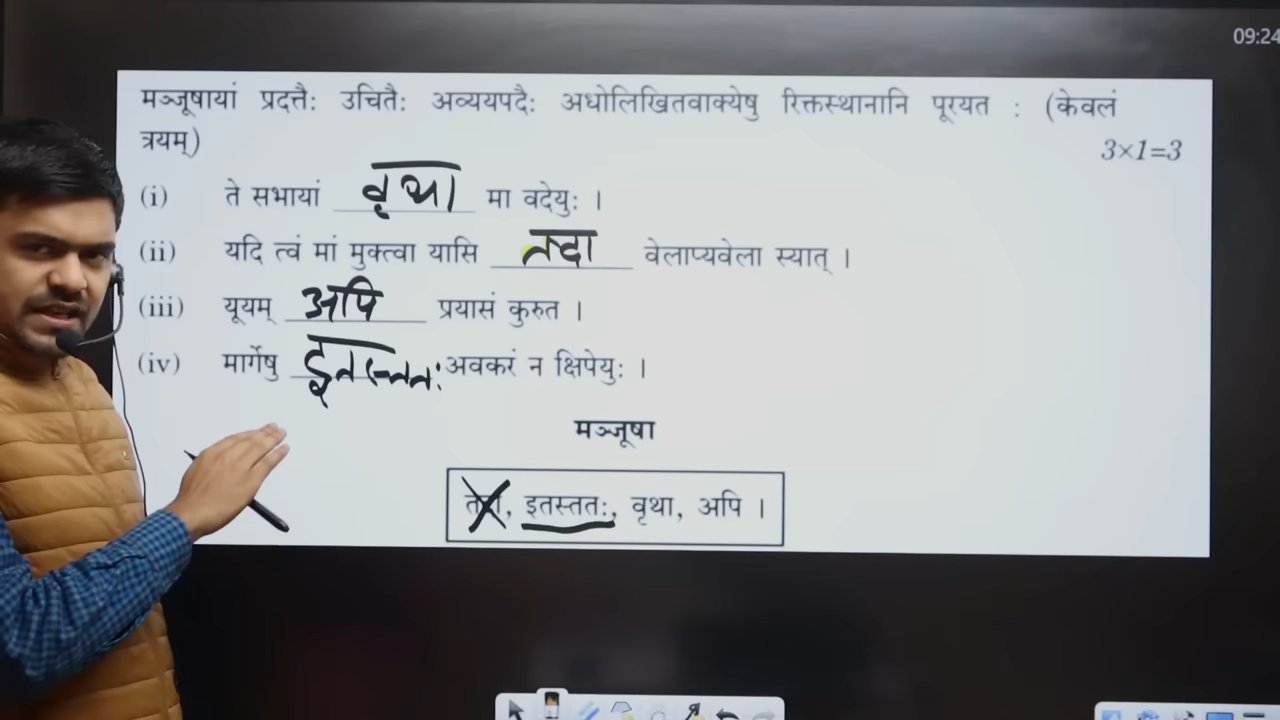 09:24
मञ्जूषायां प्रदत्तैः उचितैः अव्ययपदैः अधोलिखितवाक्येषु रिक्तस्थानानि पूरयत : (केवलं
त्रयम्) 3×1=3
(i) ते सभायां वृथा मा वदेयुः ।
(ii) यदि त्वं मां मुक्त्वा यासि तदा वेलाप्यवेला स्यात् ।
(iii) यूयम् अपि प्रयासं कुरुत ।
(iv) मार्गेषु इतस्ततः अवकरं न क्षिपेयुः ।
मञ्जूषा
इतस्ततः, वृथा, अपि ।